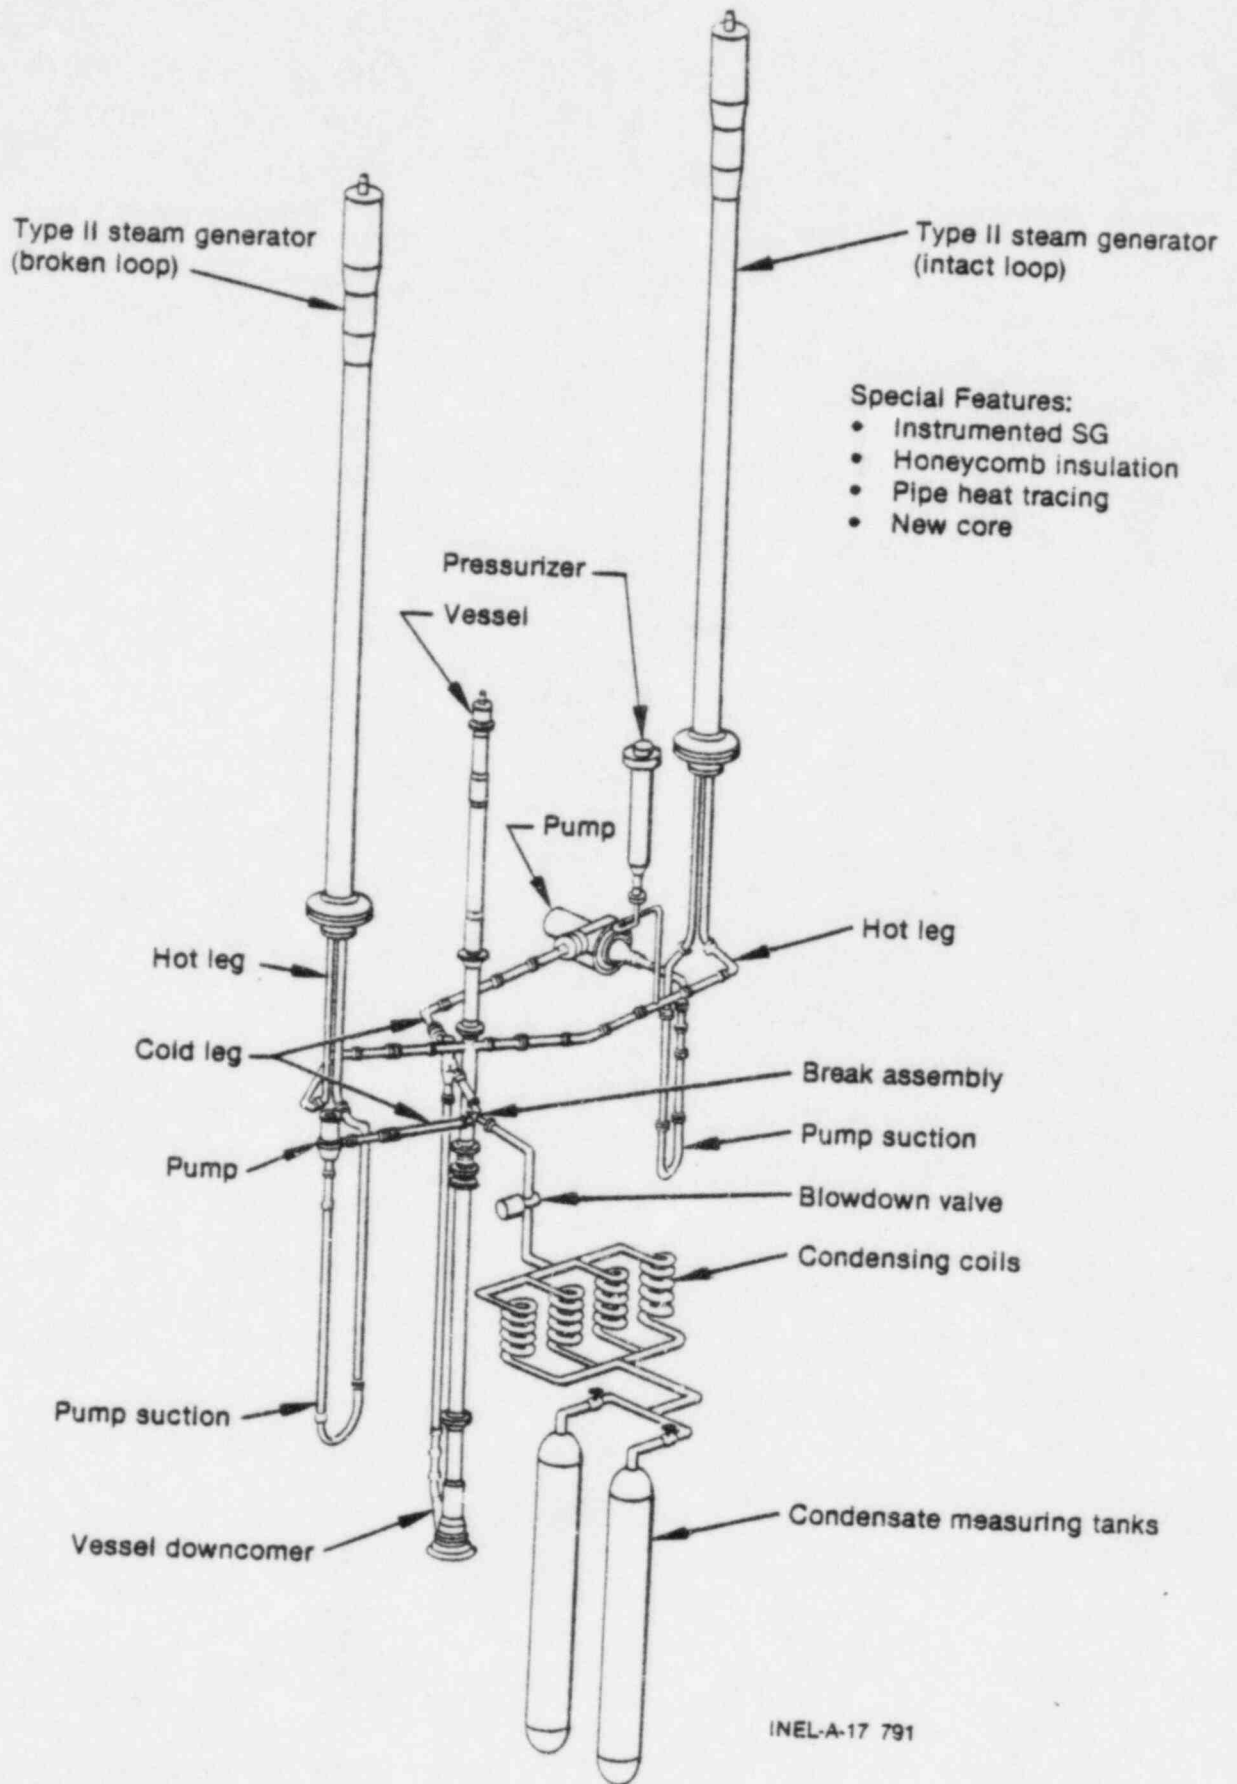 Type II steam generator
(broken loop)
Type II steam generator
(intact loop)
Special Features:
• Instrumented SG
• Honeycomb insulation
• Pipe heat tracing
• New core
Pressurizer
Vessel
Pump
Hot leg
Hot leg
Cold leg
Break assembly
Pump suction
Pump
Blowdown valve
Condensing coils
Pump suction
Condensate measuring tanks
Vessel downcomer
INEL-A-17 791